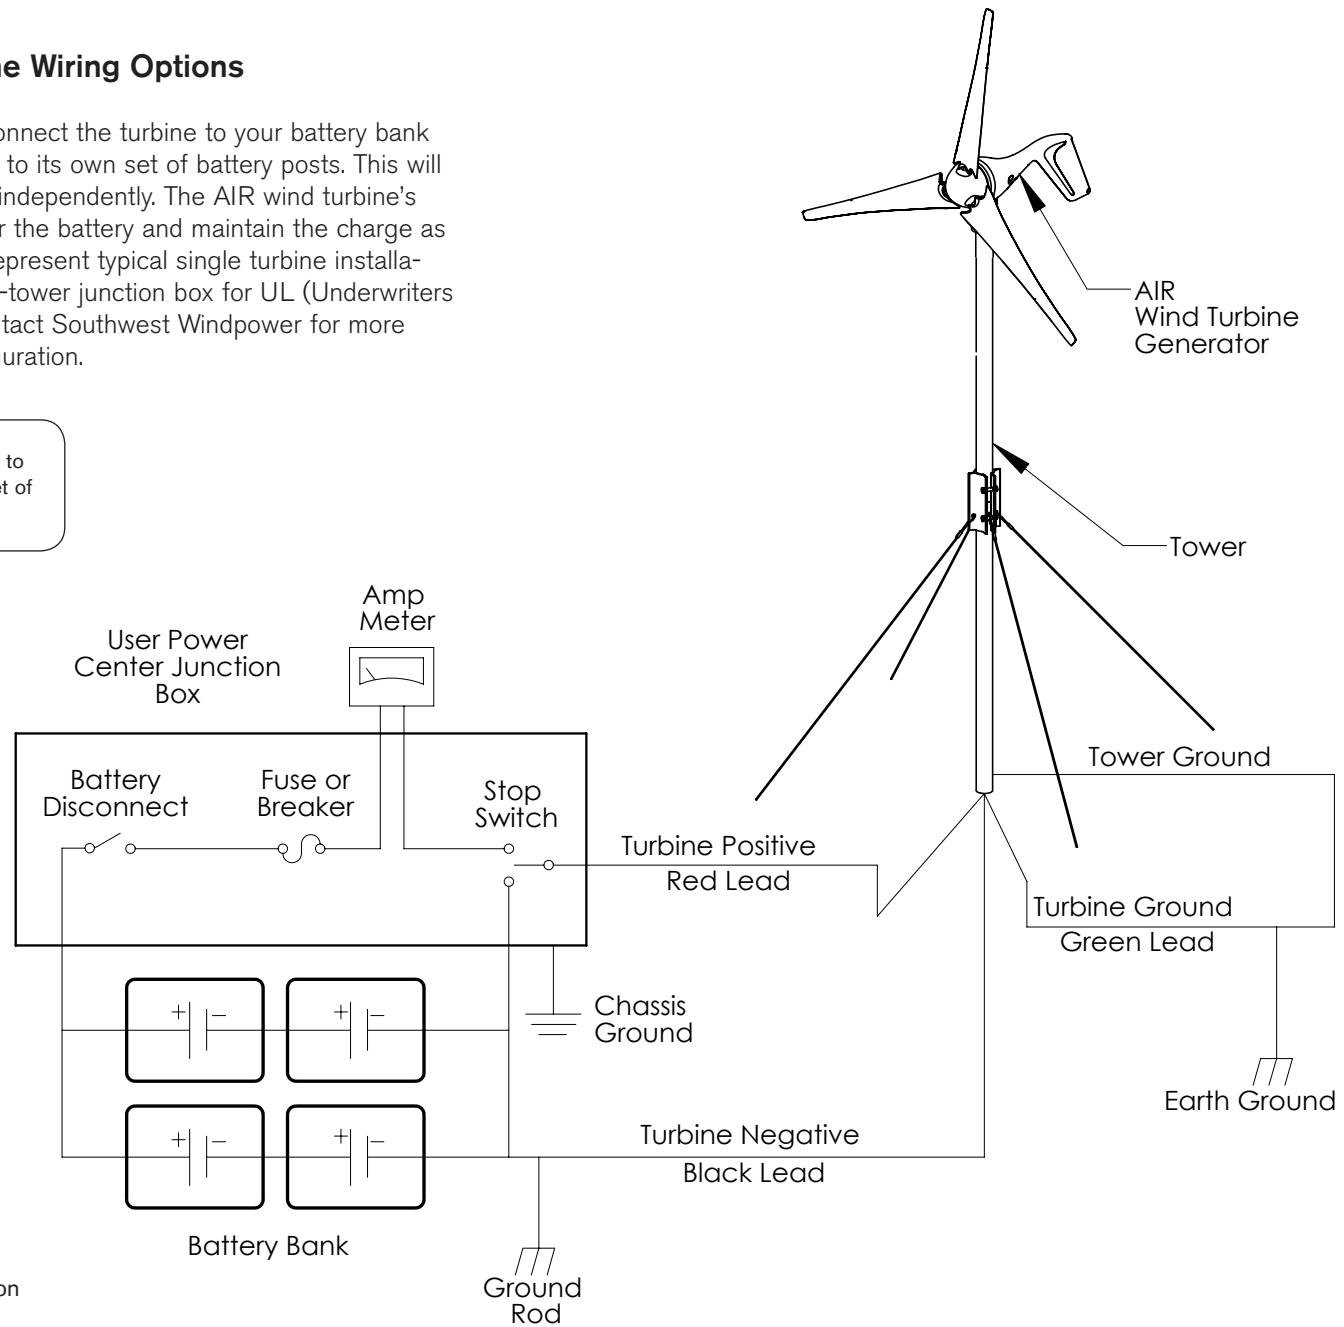 Wiring Options
onnect the turbine to your battery bank
to its own set of battery posts. This will
independently. The AIR wind turbine's
the battery and maintain the charge as
epresent typical single turbine installa-
-tower junction box for UL (Underwriters
tact Southwest Windpower for more
guration.
to
et of
AIR
Wind Turbine
Generator
Tower
Amp
Meter
User Power
Center Junction
Box
Battery
Disconnect
Fuse or
Breaker
Stop
Switch
Tower Ground
Turbine Positive
Red Lead
Turbine Ground
Green Lead
Chassis
Ground
Earth Ground
+ −
+ −
+ −
+ −
Turbine Negative
Black Lead
Battery Bank
Ground
Rod
on